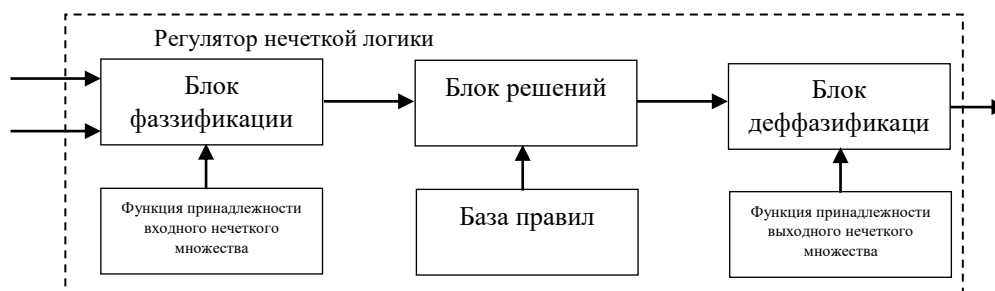 Регулятор нечеткой логики
Блок
фаззификации
Блок решений
Блок
деффазификаци
Функция принадлежности
входного нечеткого
множества
База правил
Функция принадлежности
выходного нечеткого
множества